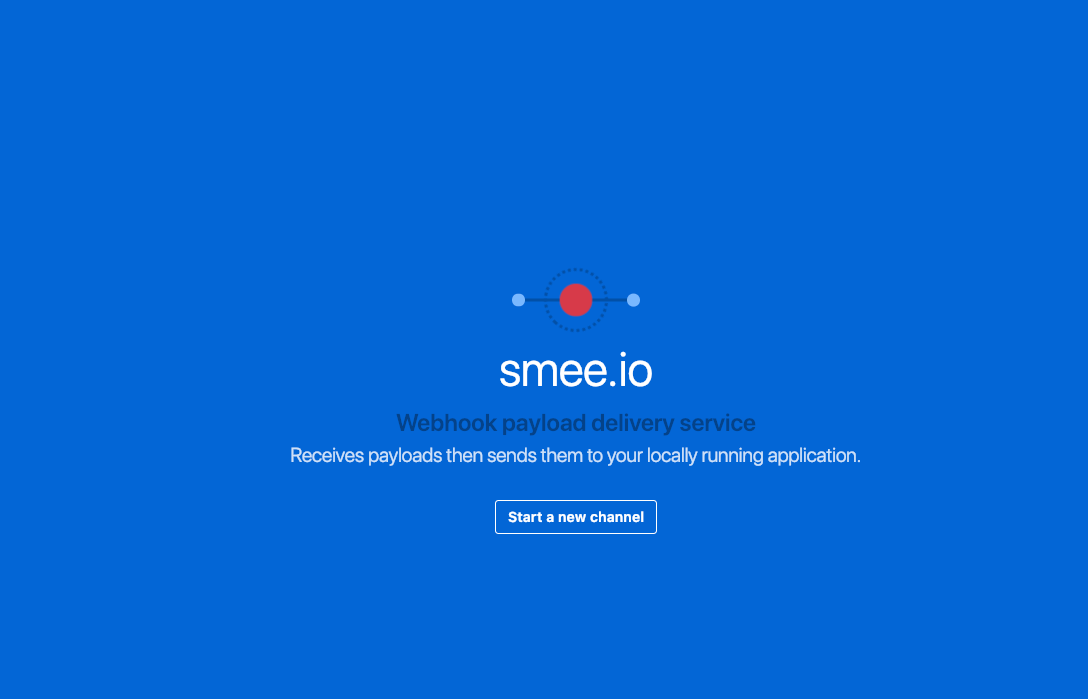 smee.io
Webhook payload delivery service
Receives payloads then sends them to your locally running application.
Start a new channel